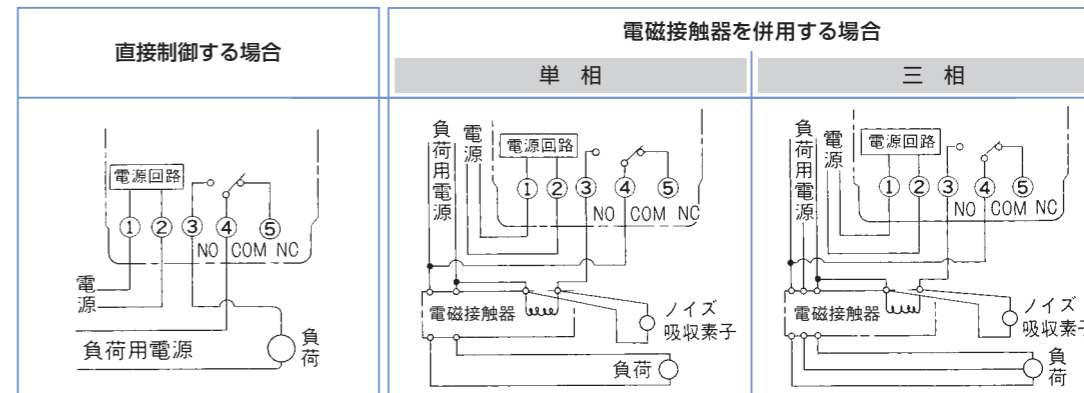 直接制御する場合
電磁接触器を併用する場合
単 相
三 相
電源回路
① ② ③ ④ ⑤
NO COM NC
電源
負荷用電源
負荷
負荷用電源
電源
電源回路
① ② ③ ④ ⑤
NO COM NC
電磁接触器
ノイズ
吸収素子
負荷
負荷用電源
電源
電源回路
① ② ③ ④ ⑤
NO COM NC
電磁接触器
ノイズ
吸収素子
負荷